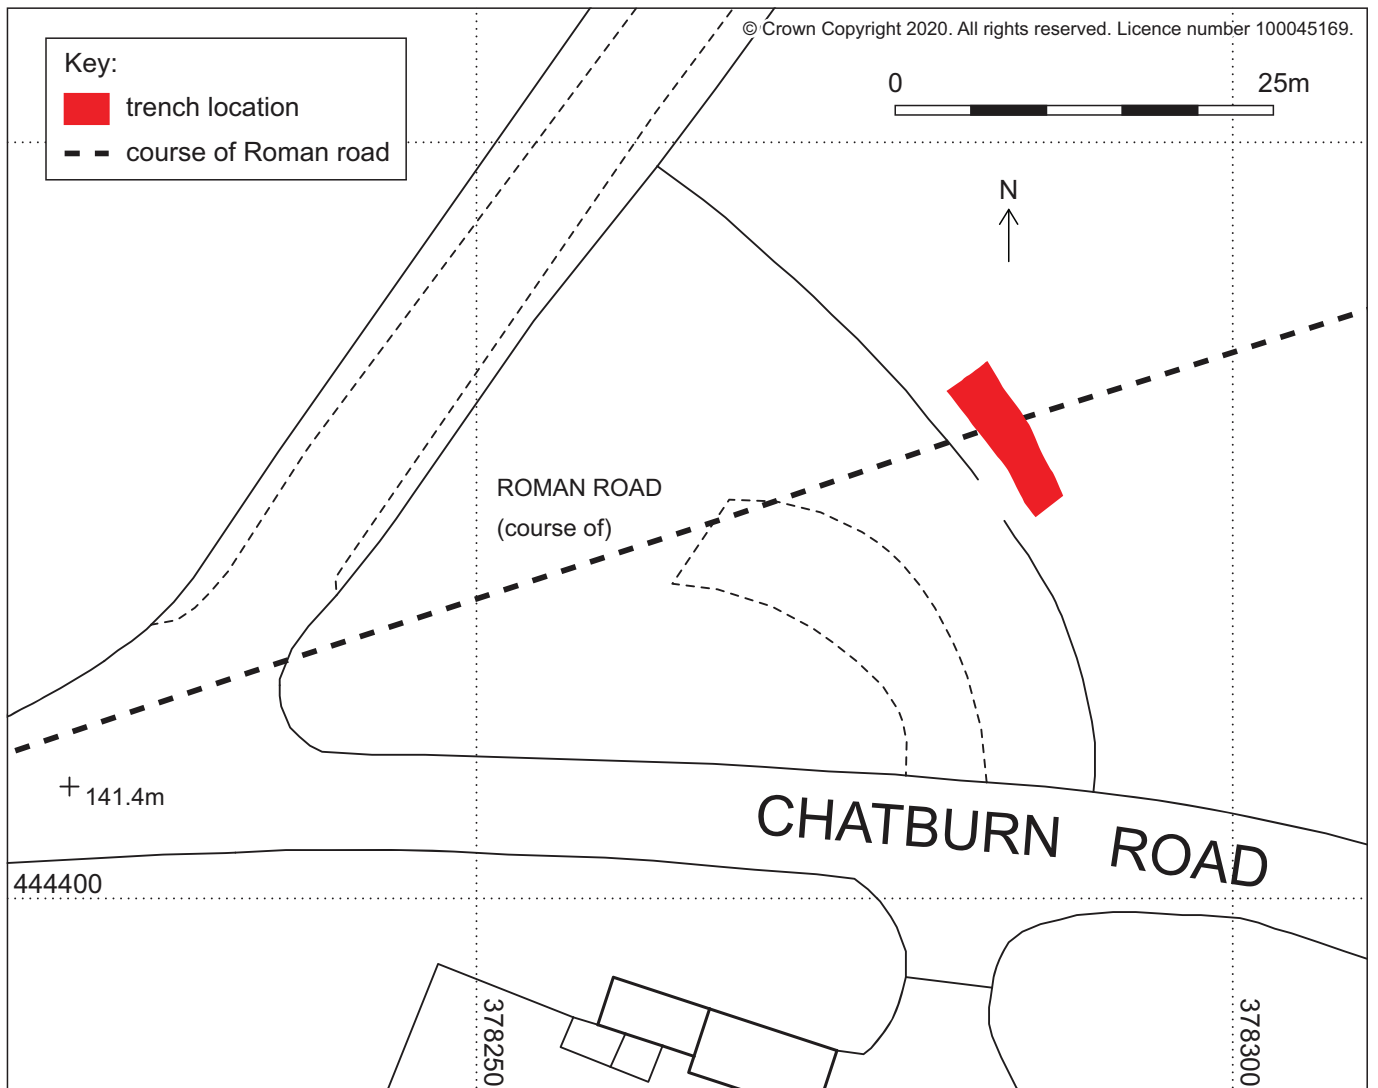 © Crown Copyright 2020. All rights reserved. Licence number 100045169.
Key:
trench location
course of Roman road
0 25m
N
ROMAN ROAD
(course of)
141.4m
CHATBURN ROAD
444400
378250
378300